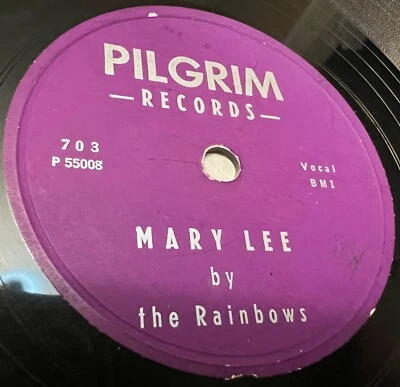 PILGRIM
— RECORDS —
703
P 55008
Vocal
BMI
MARY LEE
by
the Rainbows